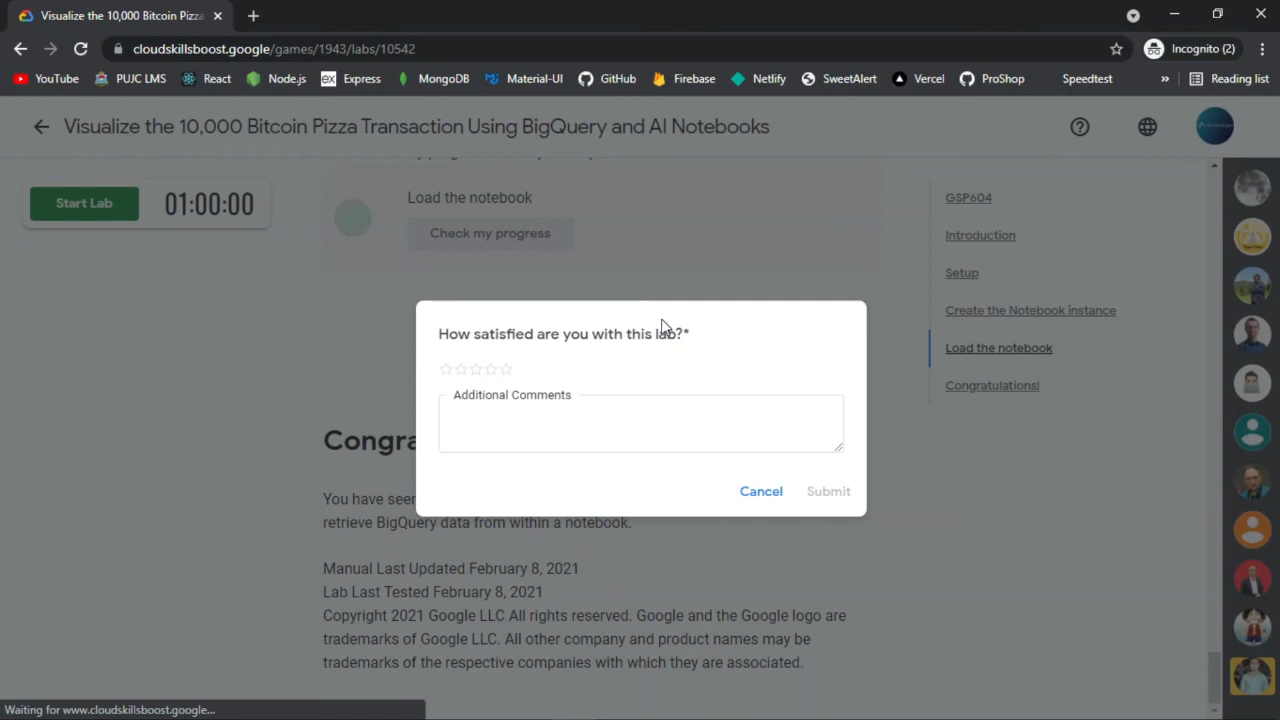 Visualize the 10,000 Bitcoin Pizza
cloudskillsboost.google/games/1943/labs/10542
Incognito (2)
YouTube
PUJC LMS
React
Node.js
ex Express
MongoDB
Material-UI
GitHub
Firebase
Netlify
SweetAlert
Vercel
ProShop
Speedtest
»
Reading list
Visualize the 10,000 Bitcoin Pizza Transaction Using BigQuery and AI Notebooks
Start Lab
01:00:00
Load the notebook
Check my progress
GSP604
Introduction
Setup
Create the Notebook instance
Load the notebook
Congratulations!
How satisfied are you with this lab?*
Additional Comments
Cancel
Submit
Congra
You have seen
retrieve BigQuery data from within a notebook.
Manual Last Updated February 8, 2021
Lab Last Tested February 8, 2021
Copyright 2021 Google LLC All rights reserved. Google and the Google logo are
trademarks of Google LLC. All other company and product names may be
trademarks of the respective companies with which they are associated.
Waiting for www.cloudskillsboost.google...